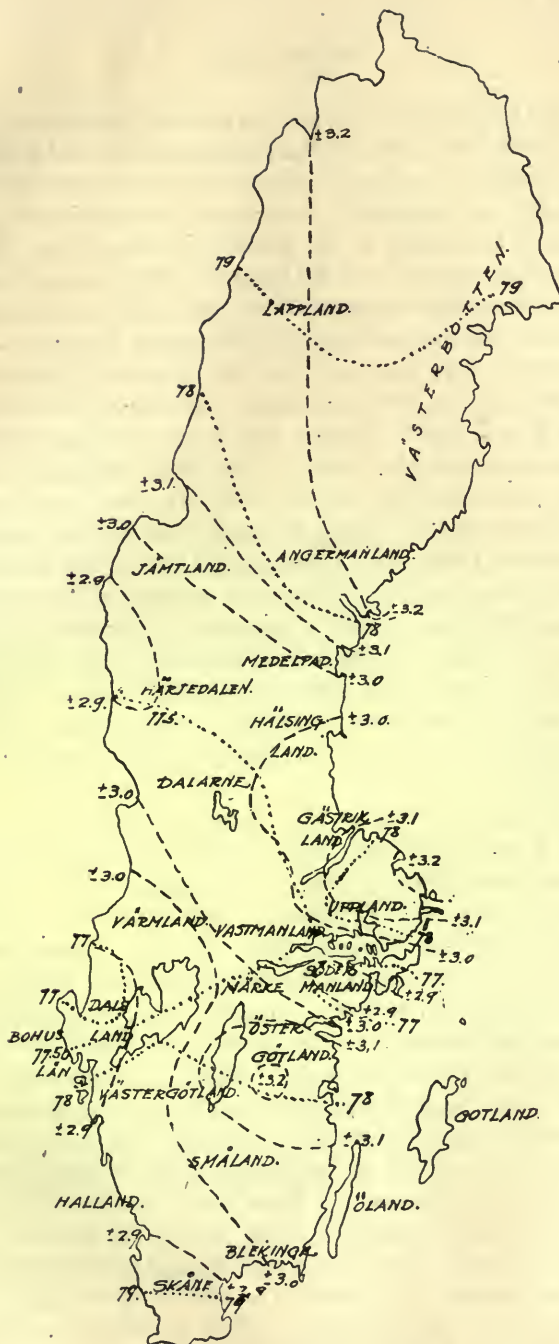 ±3.2
79
79
LAPPLAND.
VÄSTERBOTTEN.
78
±3.1
±3.0
ANGERMANLAND.
JÄMTLAND.
±2.9
±3.2
78
±3.1
MEDELPAD.
±3.0
HÄRJEDALEN.
±2.9.
77.5.
HÄLSING
±3.0.
LAND.
DALARNE
±3.0
GÄSTRIK
±3.1
LAND
78
±3.2
±3.0
UPPLAND.
VÄRMLAND.
VÄSTMANLAND.
±3.1
78
±3.0
77
SÖDER
77.
NÄRKE
MANLAND.
±2.9
77
DALS
±2.9
BOHUS
LAND
ÖSTER
±3.0
77
77.50
GÖTLAND.
±3.1
LÄN
±3.2
78
VÄSTERGÖTLAND.
78
GOTLAND.
±2.9
±3.1
SMÅLAND.
ÖLAND.
HALLAND.
±2.9
BLEKINGE
±3.0
SKÅNE
79.
±2.9
79